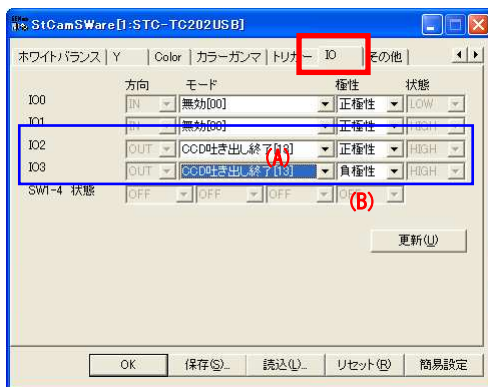 StCamSWare[1:STC-TC202USB]
ホワイトバランス Y Color カラーガンマ トリガー IO その他
方向 モード 極性 状態
IO0 IN 無効[00] 正極性 LOW
IO1 IN 無効[00] 正極性 HIGH
IO2 OUT CCD吐き出し終了[13] 正極性 HIGH
(A)
IO3 OUT CCD吐き出し終了[13] 負極性 HIGH
SW1-4 状態 OFF OFF OFF OFF
(B)
更新(U)
OK 保存(S)... 読込(L)... リセット(R) 簡易設定